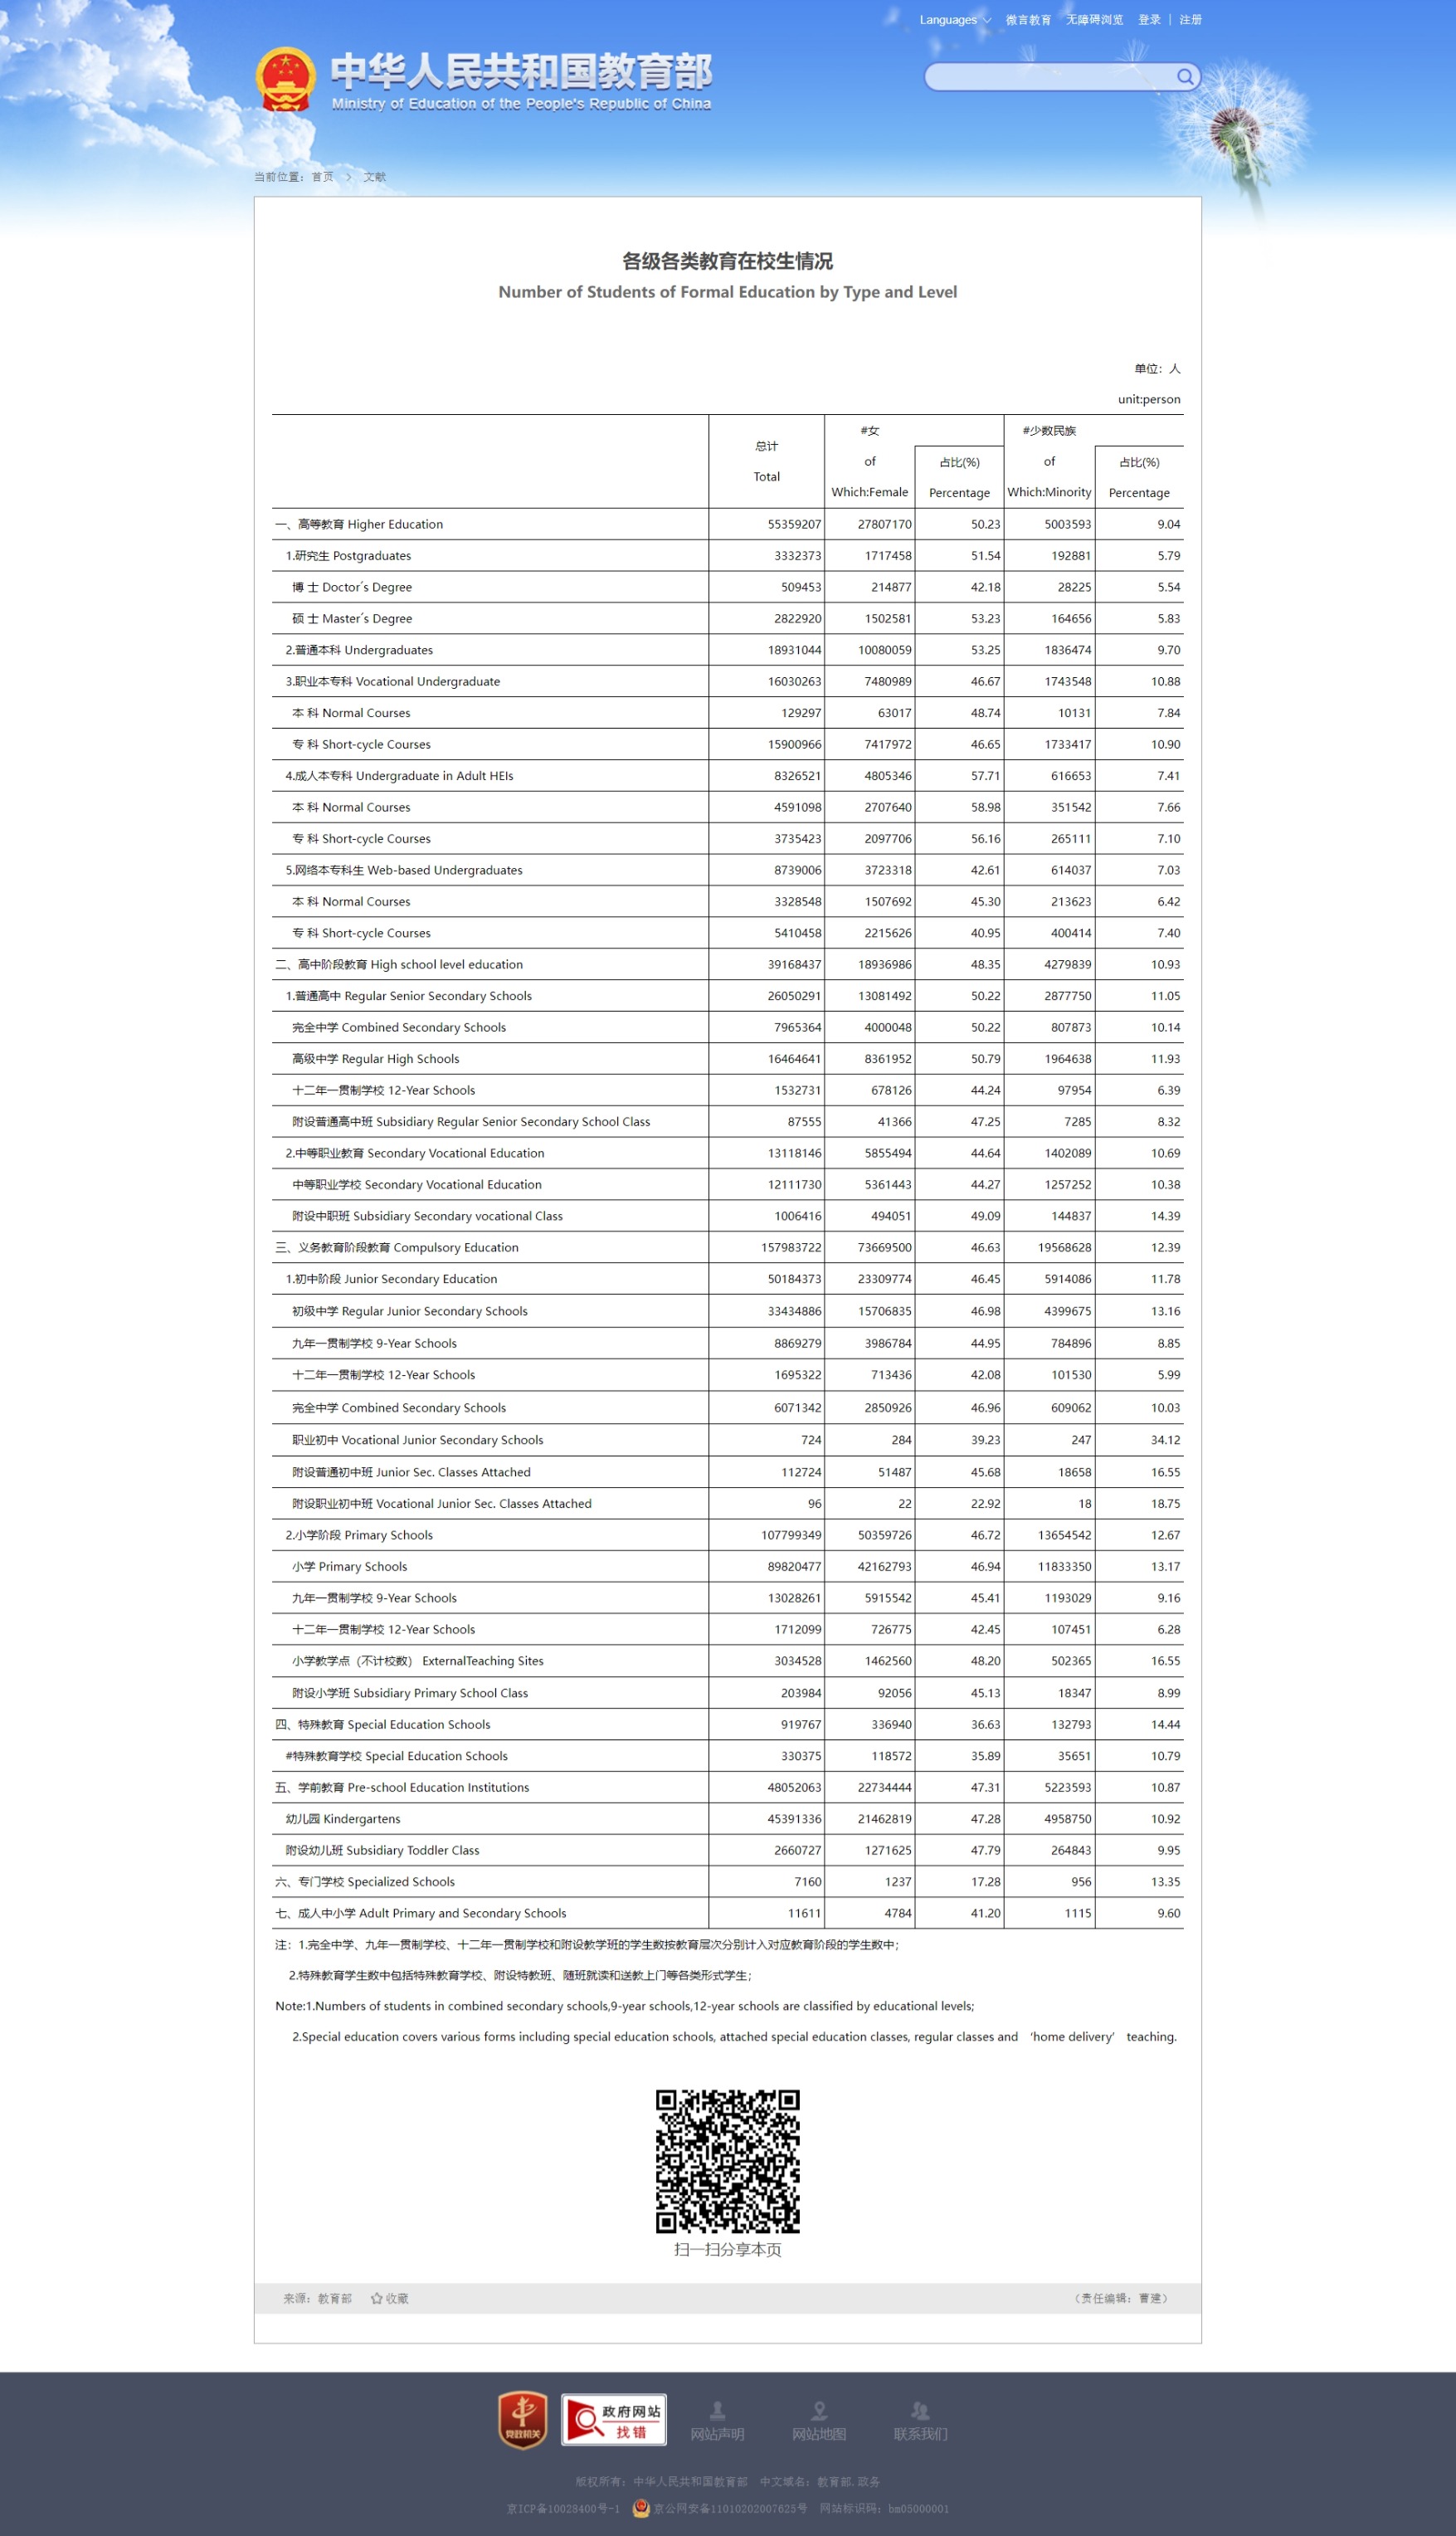 Languages 微言教育 无障碍浏览 登录 | 注册
中华人民共和国教育部
Ministry of Education of the People's Republic of China
当前位置：首页 > 文献
各级各类教育在校生情况
Number of Students of Formal Education by Type and Level
单位：人
unit:person
总计 Total #女 of Which:Female 占比(%) Percentage #少数民族 of Which:Minority 占比(%) Percentage
一、高等教育 Higher Education 55359207 27807170 50.23 5003593 9.04
1.研究生 Postgraduates 3332373 1717458 51.54 192881 5.79
博 士 Doctor´s Degree 509453 214877 42.18 28225 5.54
硕 士 Master´s Degree 2822920 1502581 53.23 164656 5.83
2.普通本科 Undergraduates 18931044 10080059 53.25 1836474 9.70
3.职业本专科 Vocational Undergraduate 16030263 7480989 46.67 1743548 10.88
本 科 Normal Courses 129297 63017 48.74 10131 7.84
专 科 Short-cycle Courses 15900966 7417972 46.65 1733417 10.90
4.成人本专科 Undergraduate in Adult HEIs 8326521 4805346 57.71 616653 7.41
本 科 Normal Courses 4591098 2707640 58.98 351542 7.66
专 科 Short-cycle Courses 3735423 2097706 56.16 265111 7.10
5.网络本专科生 Web-based Undergraduates 8739006 3723318 42.61 614037 7.03
本 科 Normal Courses 3328548 1507692 45.30 213623 6.42
专 科 Short-cycle Courses 5410458 2215626 40.95 400414 7.40
二、高中阶段教育 High school level education 39168437 18936986 48.35 4279839 10.93
1.普通高中 Regular Senior Secondary Schools 26050291 13081492 50.22 2877750 11.05
完全中学 Combined Secondary Schools 7965364 4000048 50.22 807873 10.14
高级中学 Regular High Schools 16464641 8361952 50.79 1964638 11.93
十二年一贯制学校 12-Year Schools 1532731 678126 44.24 97954 6.39
附设普通高中班 Subsidiary Regular Senior Secondary School Class 87555 41366 47.25 7285 8.32
2.中等职业教育 Secondary Vocational Education 13118146 5855494 44.64 1402089 10.69
中等职业学校 Secondary Vocational Education 12111730 5361443 44.27 1257252 10.38
附设中职班 Subsidiary Secondary vocational Class 1006416 494051 49.09 144837 14.39
三、义务教育阶段教育 Compulsory Education 157983722 73669500 46.63 19568628 12.39
1.初中阶段 Junior Secondary Education 50184373 23309774 46.45 5914086 11.78
初级中学 Regular Junior Secondary Schools 33434886 15706835 46.98 4399675 13.16
九年一贯制学校 9-Year Schools 8869279 3986784 44.95 784896 8.85
十二年一贯制学校 12-Year Schools 1695322 713436 42.08 101530 5.99
完全中学 Combined Secondary Schools 6071342 2850926 46.96 609062 10.03
职业初中 Vocational Junior Secondary Schools 724 284 39.23 247 34.12
附设普通初中班 Junior Sec. Classes Attached 112724 51487 45.68 18658 16.55
附设职业初中班 Vocational Junior Sec. Classes Attached 96 22 22.92 18 18.75
2.小学阶段 Primary Schools 107799349 50359726 46.72 13654542 12.67
小学 Primary Schools 89820477 42162793 46.94 11833350 13.17
九年一贯制学校 9-Year Schools 13028261 5915542 45.41 1193029 9.16
十二年一贯制学校 12-Year Schools 1712099 726775 42.45 107451 6.28
小学教学点（不计校数） ExternalTeaching Sites 3034528 1462560 48.20 502365 16.55
附设小学班 Subsidiary Primary School Class 203984 92056 45.13 18347 8.99
四、特殊教育 Special Education Schools 919767 336940 36.63 132793 14.44
#特殊教育学校 Special Education Schools 330375 118572 35.89 35651 10.79
五、学前教育 Pre-school Education Institutions 48052063 22734444 47.31 5223593 10.87
幼儿园 Kindergartens 45391336 21462819 47.28 4958750 10.92
附设幼儿班 Subsidiary Toddler Class 2660727 1271625 47.79 264843 9.95
六、专门学校 Specialized Schools 7160 1237 17.28 956 13.35
七、成人中小学 Adult Primary and Secondary Schools 11611 4784 41.20 1115 9.60
注：1.完全中学、九年一贯制学校、十二年一贯制学校和附设教学班的学生数按教育层次分别计入对应教育阶段的学生数中；
2.特殊教育学生数中包括特殊教育学校、附设特教班、随班就读和送教上门等各类形式学生；
Note:1.Numbers of students in combined secondary schools,9-year schools,12-year schools are classified by educational levels;
2.Special education covers various forms including special education schools, attached special education classes, regular classes and ‘home delivery’ teaching.
扫一扫分享本页
来源：教育部 收藏 （责任编辑：曹建）
党政机关 政府网站 找错 网站声明 网站地图 联系我们
版权所有：中华人民共和国教育部 中文域名：教育部.政务
京ICP备10028400号-1 京公网安备11010202007625号 网站标识码：bm05000001